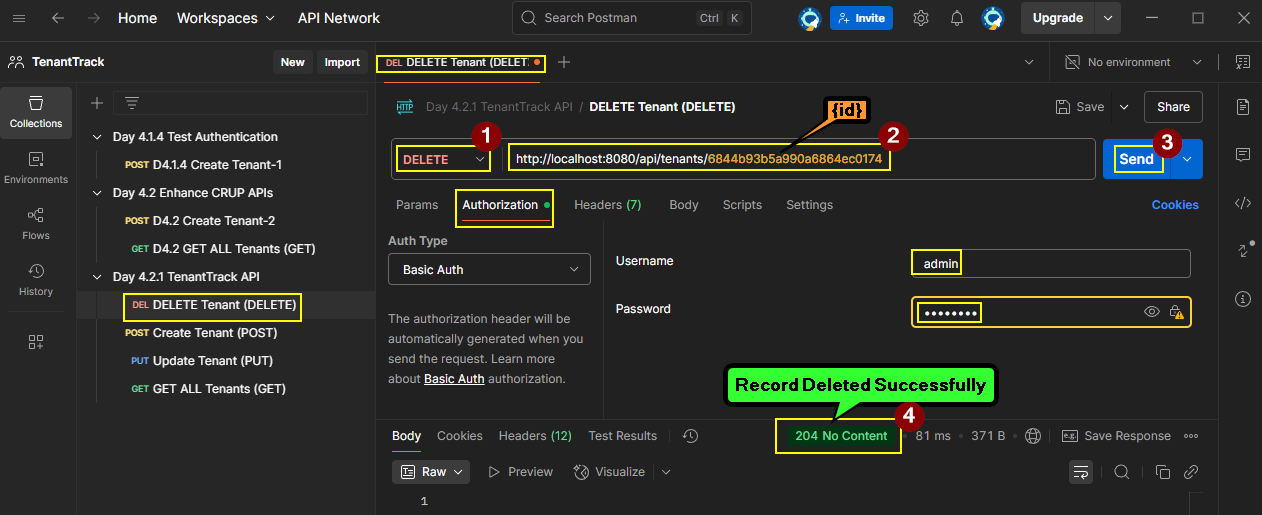 Home Workspaces API Network Search Postman Ctrl K Invite Upgrade
TenantTrack New Import DEL DELETE Tenant (DELET No environment
Collections
Environments
Flows
History
Day 4.1.4 Test Authentication
POST D4.1.4 Create Tenant-1
Day 4.2 Enhance CRUP APIs
POST D4.2 Create Tenant-2
GET D4.2 GET ALL Tenants (GET)
Day 4.2.1 TenantTrack API
DEL DELETE Tenant (DELETE)
POST Create Tenant (POST)
PUT Update Tenant (PUT)
GET GET ALL Tenants (GET)
HTTP Day 4.2.1 TenantTrack API / DELETE Tenant (DELETE) Save Share
{id}
1 2 3
DELETE http://localhost:8080/api/tenants/6844b93b5a990a6864ec0174 Send
Params Authorization Headers (7) Body Scripts Settings Cookies
Auth Type
Basic Auth
The authorization header will be
automatically generated when you
send the request. Learn more
about Basic Auth authorization.
Username admin
Password ••••••••
Record Deleted Successfully
4
Body Cookies Headers (12) Test Results 204 No Content • 81 ms • 371 B e.g. Save Response
Raw Preview Visualize
1